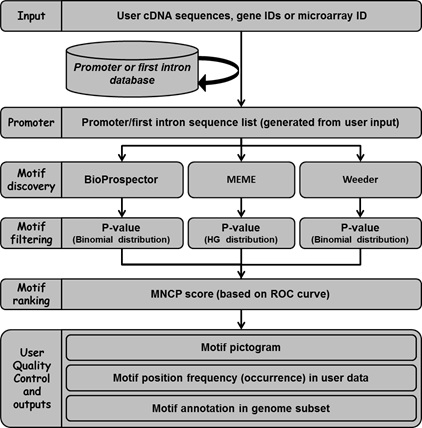 Input
User cDNA sequences, gene IDs or microarray ID
Promoter or first intron
database
Promoter
Promoter/first intron sequence list (generated from user input)
Motif
discovery
BioProspector
MEME
Weeder
Motif
filtering
P-value
(Binomial distribution)
P-value
(HG distribution)
P-value
(Binomial distribution)
Motif
ranking
MNCP score (based on ROC curve)
User
Quality
Control
and
outputs
Motif pictogram
Motif position frequency (occurrence) in user data
Motif annotation in genome subset